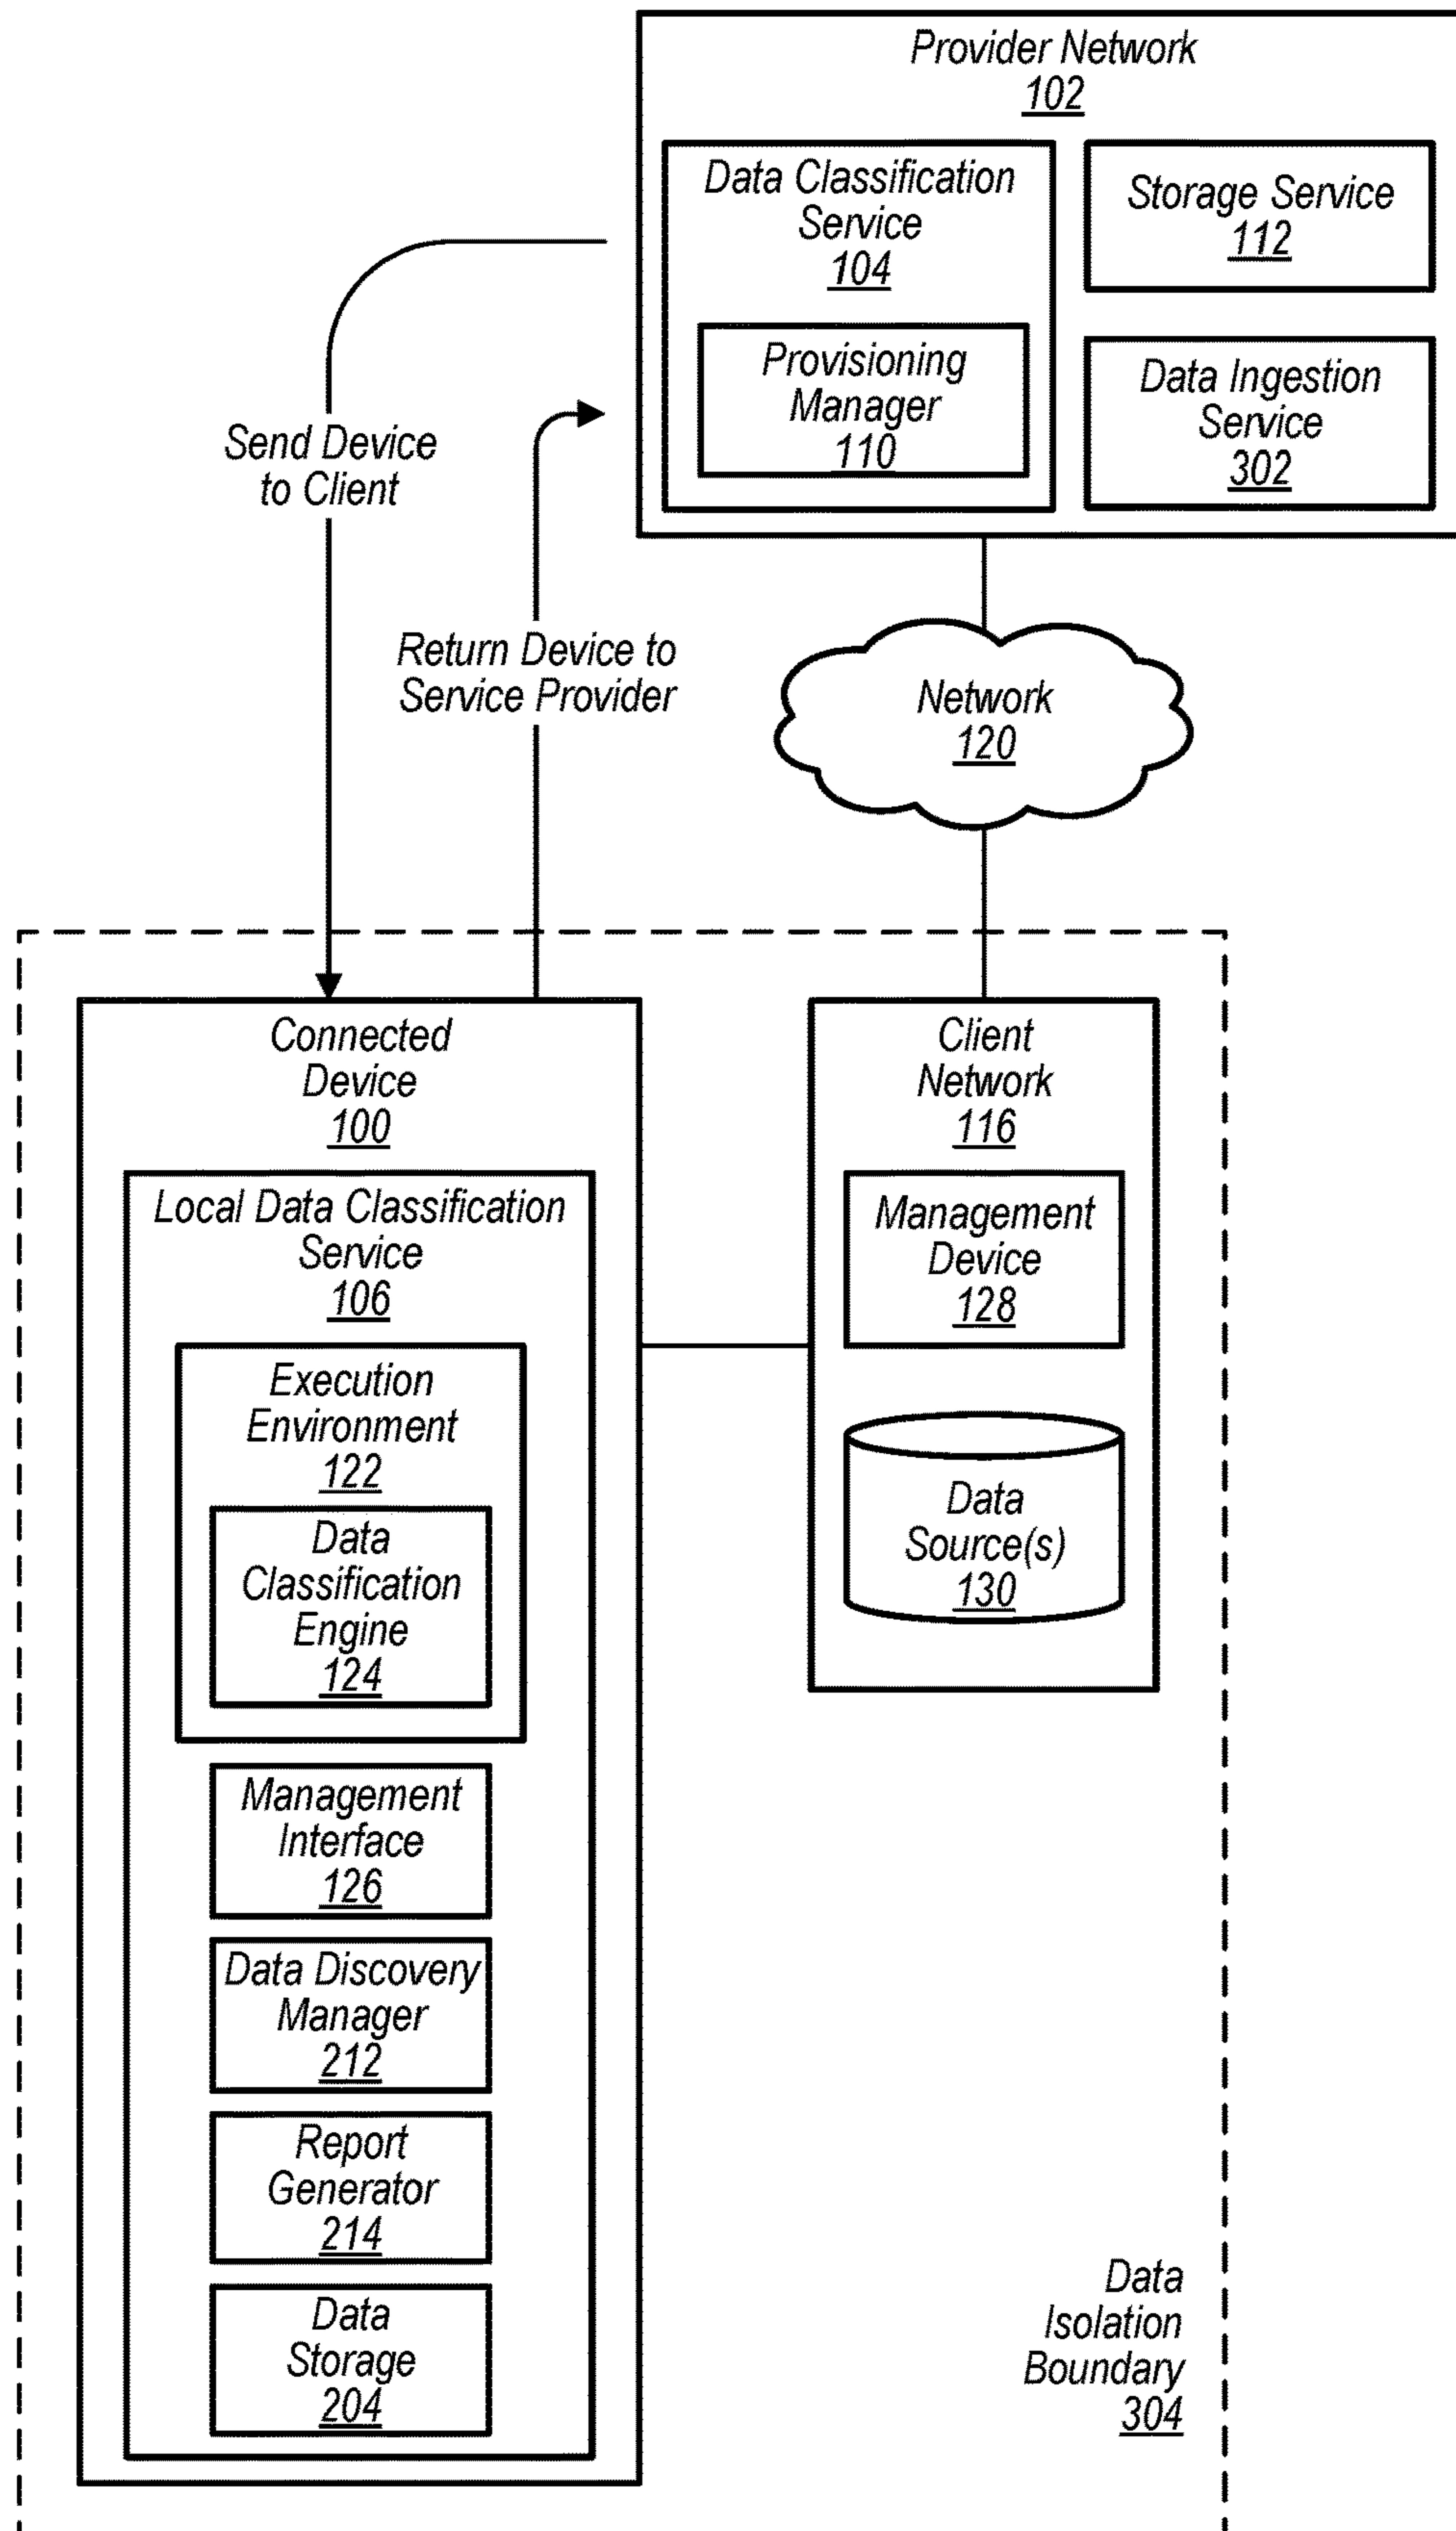 Provider Network
102
Data Classification
Service
104
Provisioning
Manager
110
Storage Service
112
Data Ingestion
Service
302
Send Device
to Client
Return Device to
Service Provider
Network
120
Connected
Device
100
Local Data Classification
Service
106
Execution
Environment
122
Data
Classification
Engine
124
Management
Interface
126
Data Discovery
Manager
212
Report
Generator
214
Data
Storage
204
Client
Network
116
Management
Device
128
Data
Source(s)
130
Data
Isolation
Boundary
304